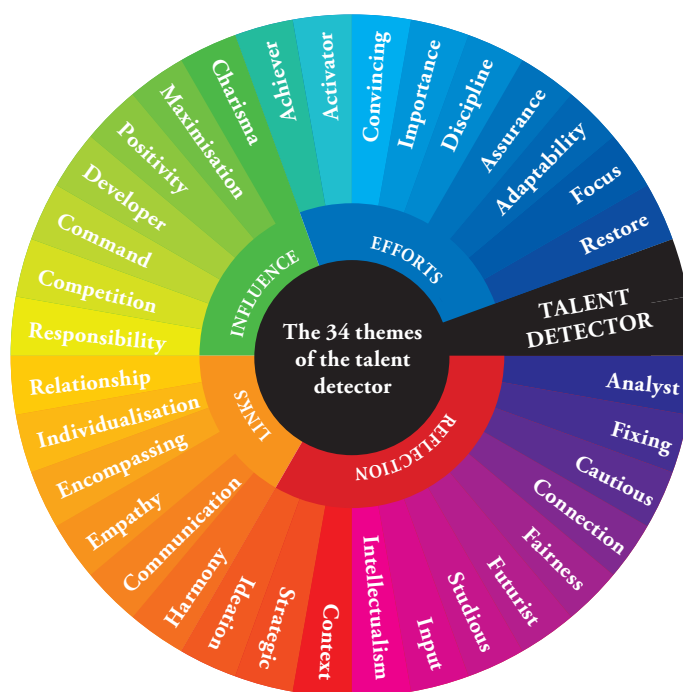 The 34 themes
of the talent
detector
EFFORTS
REFLECTION
LINKS
INFLUENCE
TALENT
DETECTOR
Achiever
Activator
Convincing
Importance
Discipline
Assurance
Adaptability
Focus
Restore
Analyst
Fixing
Cautious
Connection
Fairness
Futurist
Studious
Input
Intellectualism
Context
Strategic
Ideation
Harmony
Communication
Empathy
Encompassing
Individualisation
Relationship
Responsibility
Competition
Command
Developer
Positivity
Maximisation
Charisma